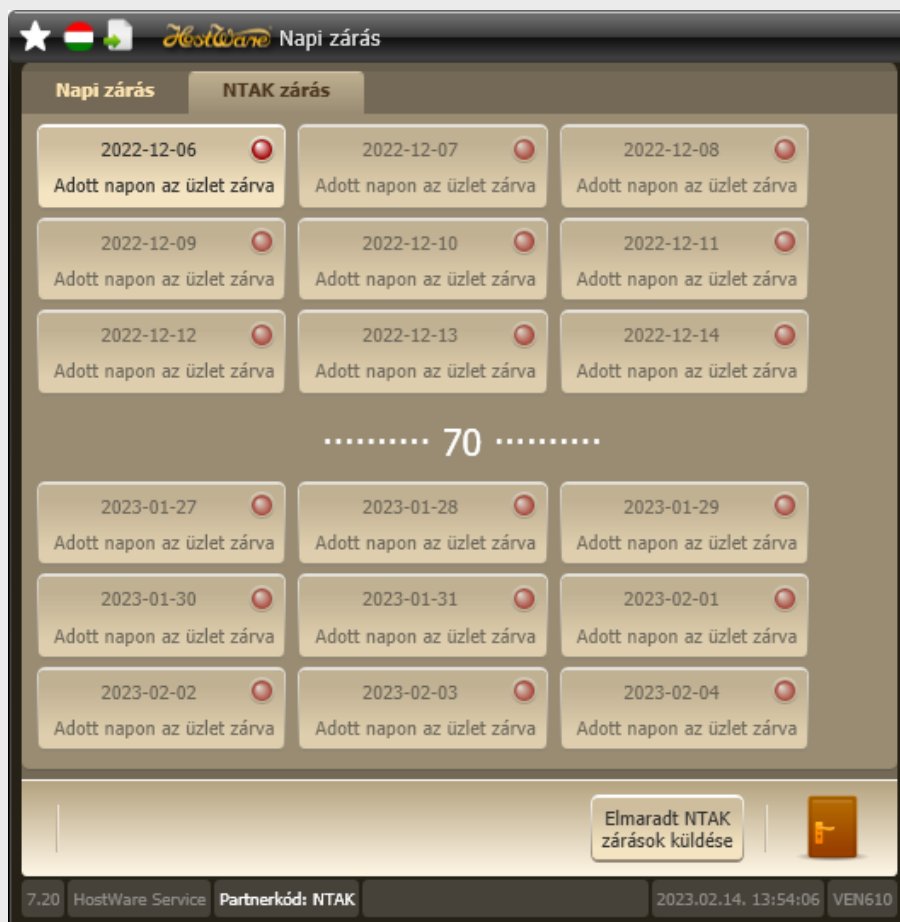 HostWare Napi zárás
Napi zárás NTAK zárás
2022-12-06 2022-12-07 2022-12-08
Adott napon az üzlet zárva Adott napon az üzlet zárva Adott napon az üzlet zárva
2022-12-09 2022-12-10 2022-12-11
Adott napon az üzlet zárva Adott napon az üzlet zárva Adott napon az üzlet zárva
2022-12-12 2022-12-13 2022-12-14
Adott napon az üzlet zárva Adott napon az üzlet zárva Adott napon az üzlet zárva
·········· 70 ··········
2023-01-27 2023-01-28 2023-01-29
Adott napon az üzlet zárva Adott napon az üzlet zárva Adott napon az üzlet zárva
2023-01-30 2023-01-31 2023-02-01
Adott napon az üzlet zárva Adott napon az üzlet zárva Adott napon az üzlet zárva
2023-02-02 2023-02-03 2023-02-04
Adott napon az üzlet zárva Adott napon az üzlet zárva Adott napon az üzlet zárva
Elmaradt NTAK
zárások küldése
7.20 HostWare Service Partnerkód: NTAK 2023.02.14. 13:54:06 VEN610